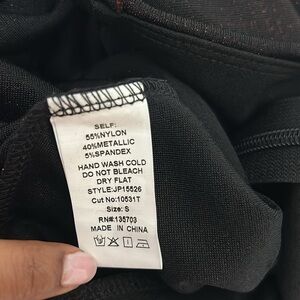 SELF:
55%NYLON
40%METALLIC
5%SPANDEX
HAND WASH COLD
DO NOT BLEACH
DRY FLAT
STYLE:JP15526
Cut No:10531T
Size: S
RN#:135703
MADE IN CHINA